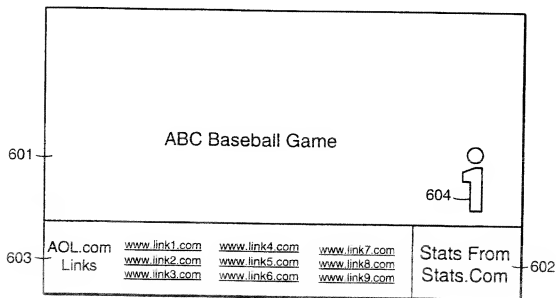 601
ABC Baseball Game
604
603
AOL.com
Links
www.link1.com www.link4.com www.link7.com
www.link2.com www.link5.com www.link8.com
www.link3.com www.link6.com www.link9.com
Stats From
Stats.Com
602